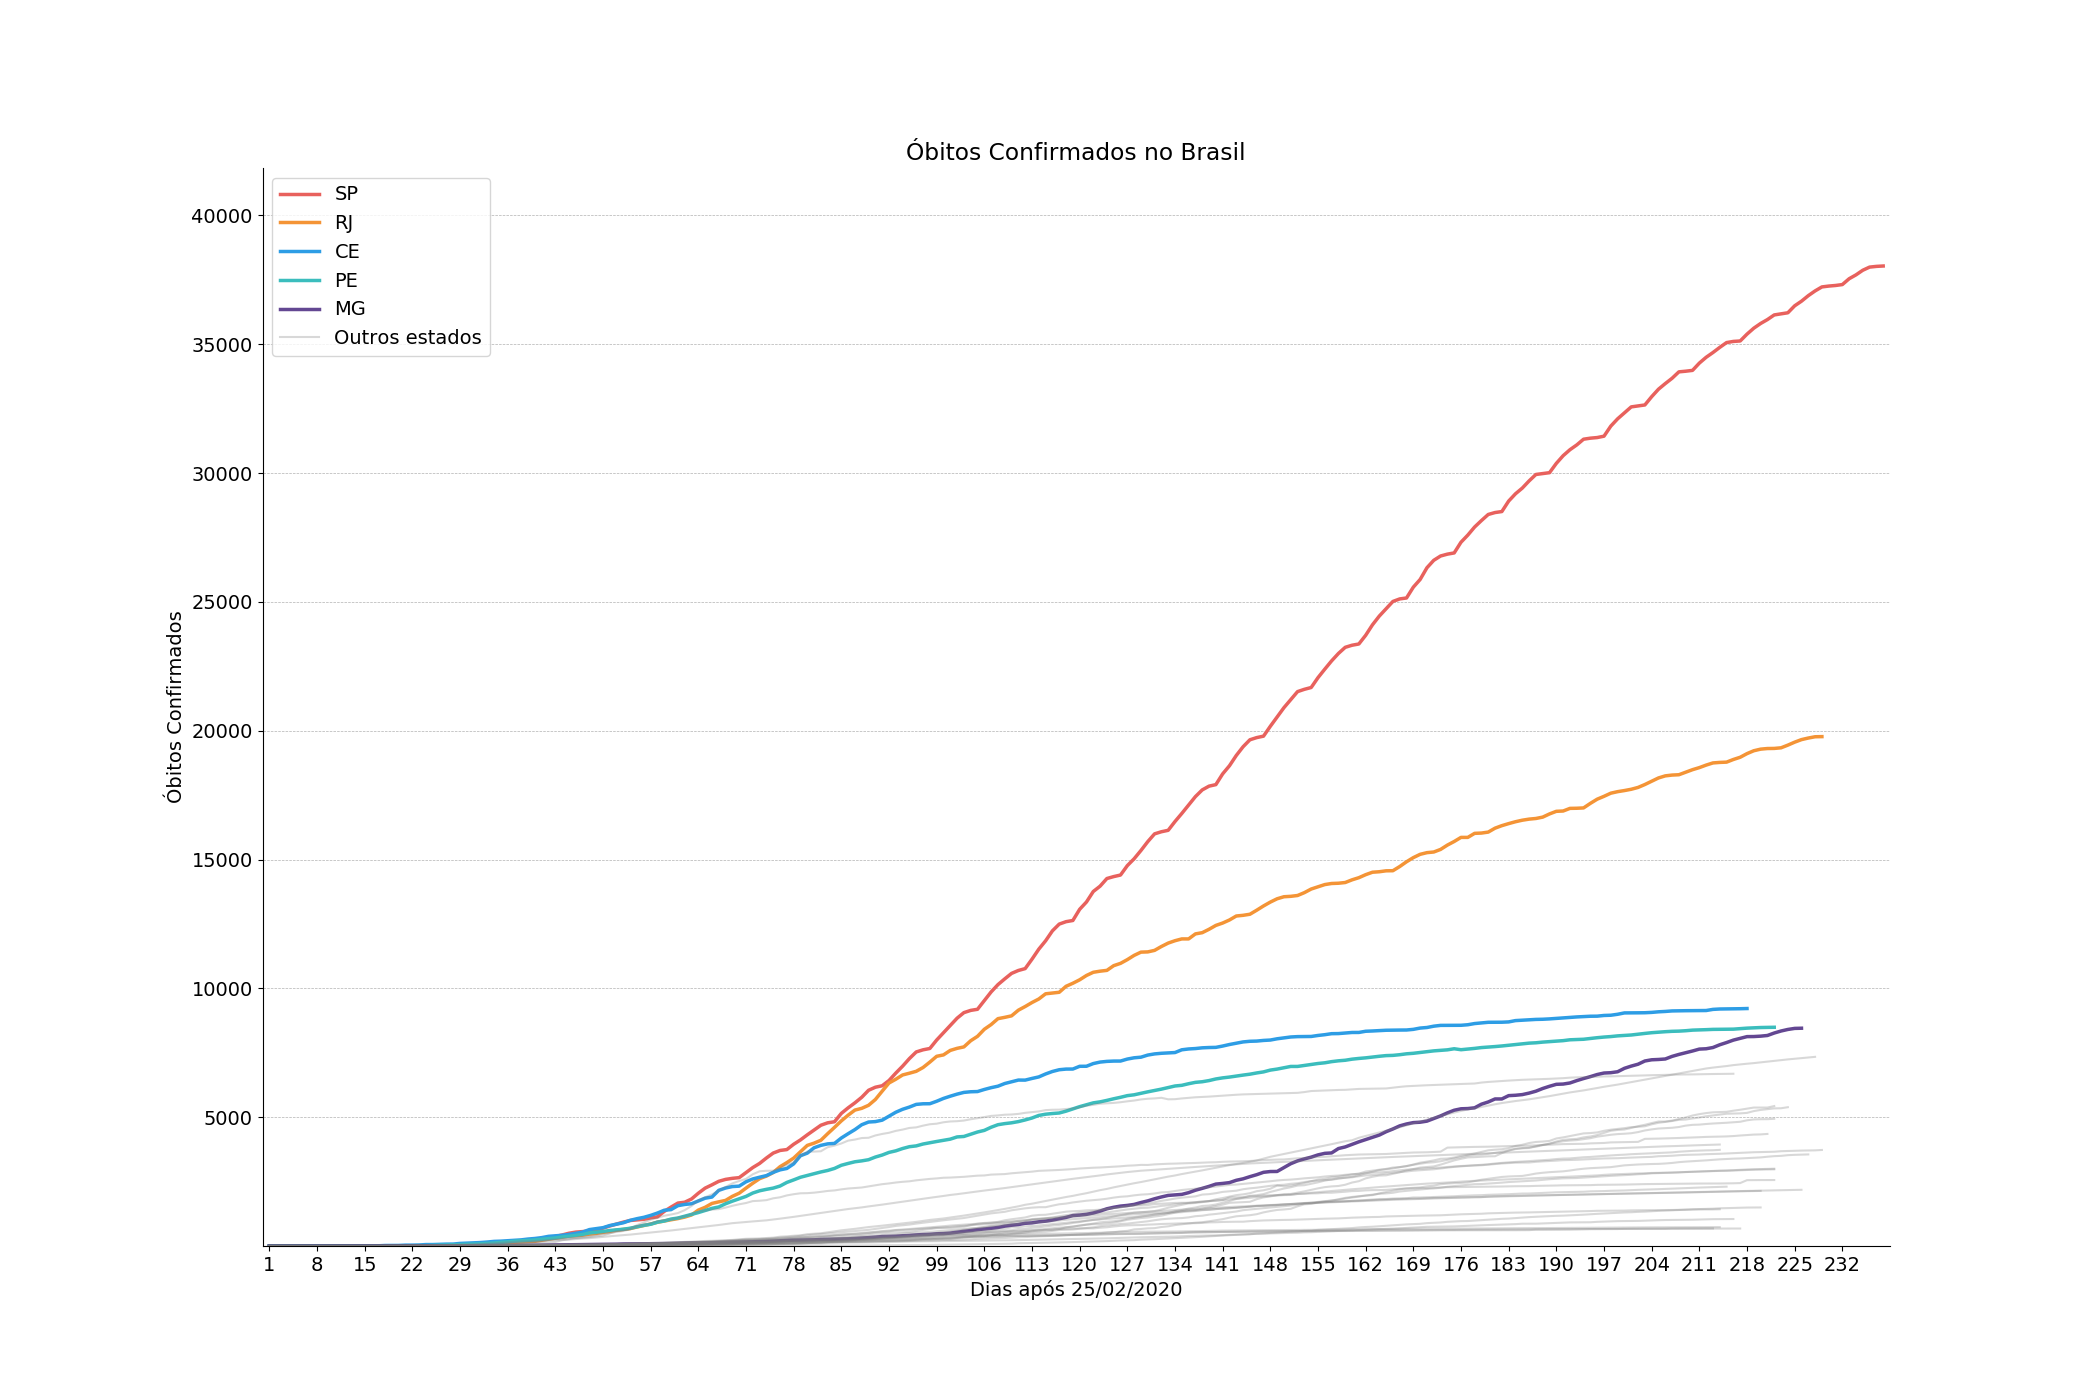 Óbitos Confirmados no Brasil
SP
RJ
CE
PE
MG
Outros estados
40000
35000
30000
25000
20000
15000
10000
5000
Óbitos Confirmados
1 8 15 22 29 36 43 50 57 64 71 78 85 92 99 106 113 120 127 134 141 148 155 162 169 176 183 190 197 204 211 218 225 232
Dias após 25/02/2020